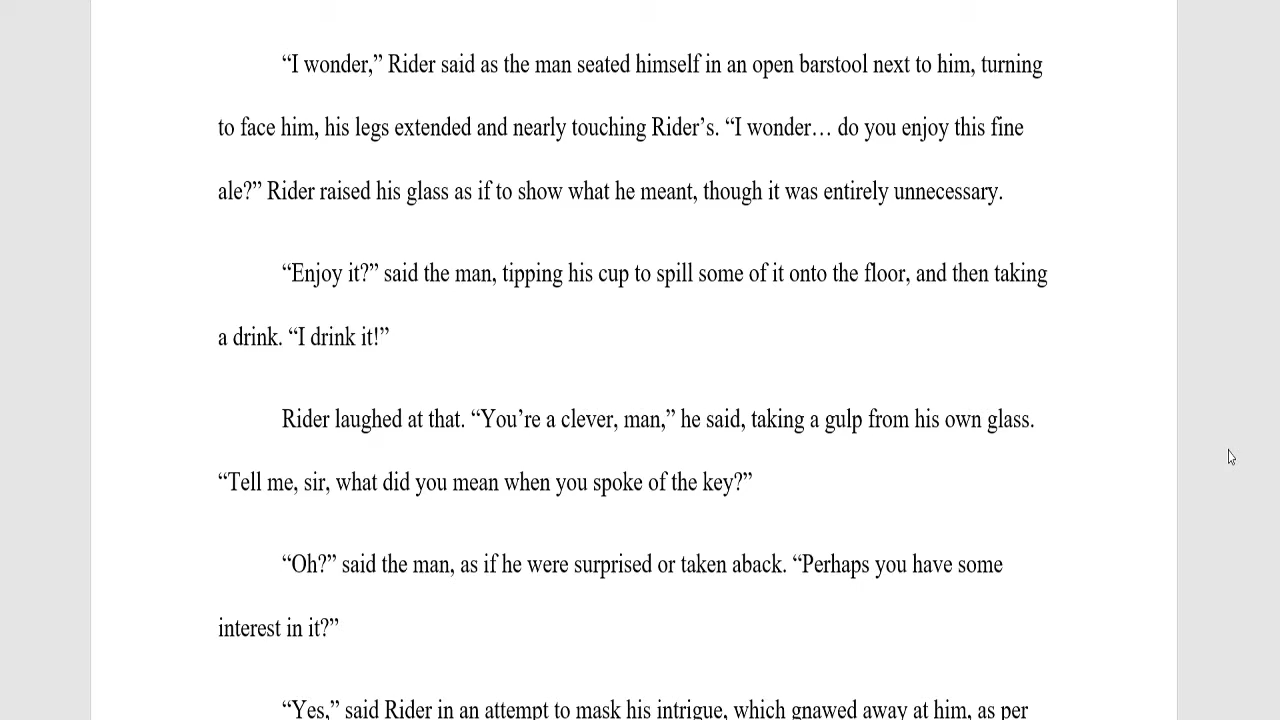 “I wonder,” Rider said as the man seated himself in an open barstool next to him, turning
to face him, his legs extended and nearly touching Rider’s. “I wonder… do you enjoy this fine
ale?” Rider raised his glass as if to show what he meant, though it was entirely unnecessary.
“Enjoy it?” said the man, tipping his cup to spill some of it onto the floor, and then taking
a drink. “I drink it!”
Rider laughed at that. “You’re a clever, man,” he said, taking a gulp from his own glass.
“Tell me, sir, what did you mean when you spoke of the key?”
“Oh?” said the man, as if he were surprised or taken aback. “Perhaps you have some
interest in it?”
“Yes,” said Rider in an attempt to mask his intrigue, which gnawed away at him, as per